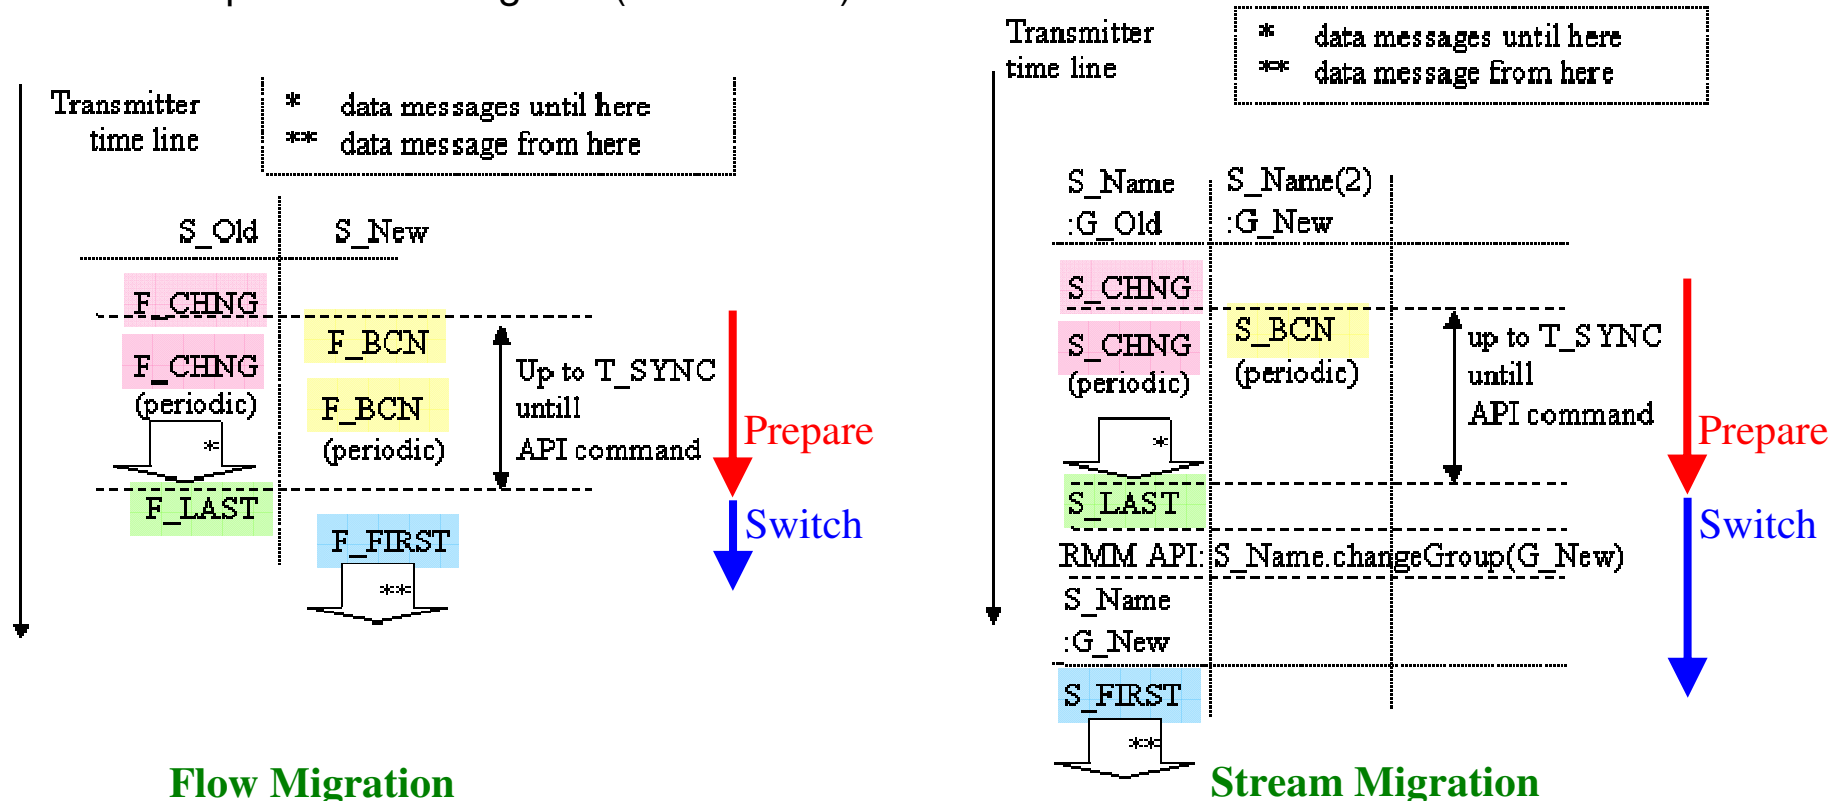 Transmitter
time line
* data messages until here
** data message from here
S_Old
S_New
F_CHNG
F_BCN
F_CHNG
(periodic)
F_BCN
(periodic)
Up to T_SYNC
untill
API command
*
F_LAST
F_FIRST
**
Prepare
Switch
Flow Migration
Transmitter
time line
* data messages until here
** data message from here
S_Name
:G_Old
S_Name(2)
:G_New
S_CHNG
S_CHNG
(periodic)
S_BCN
(periodic)
up to T_SYNC
untill
API command
*
S_LAST
RMM API: S_Name.changeGroup(G_New)
S_Name
:G_New
S_FIRST
**
Prepare
Switch
Stream Migration